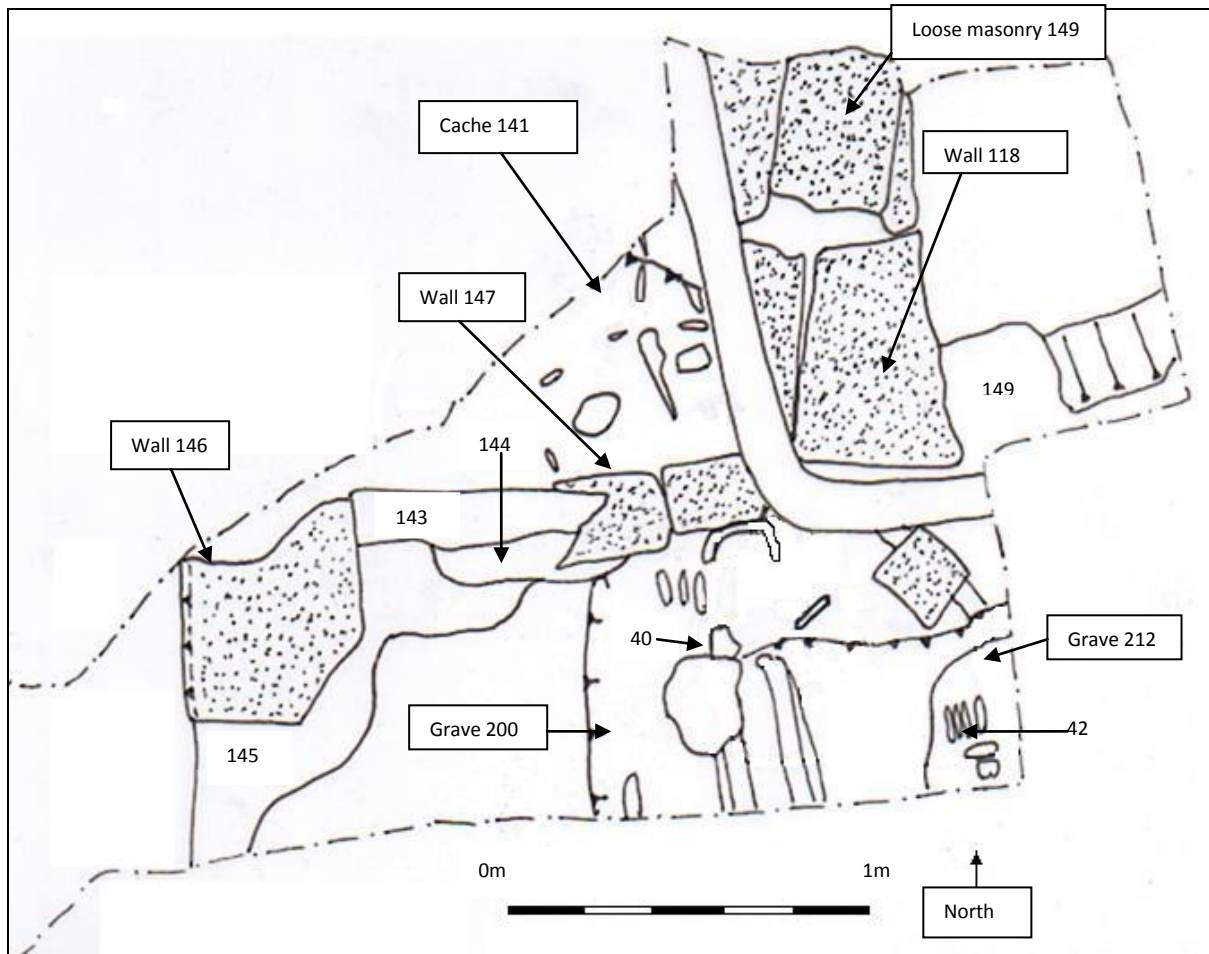 Loose masonry 149
Cache 141
Wall 118
Wall 147
149
Wall 146
144
143
40
Grave 212
Grave 200
42
145
0m
1m
North